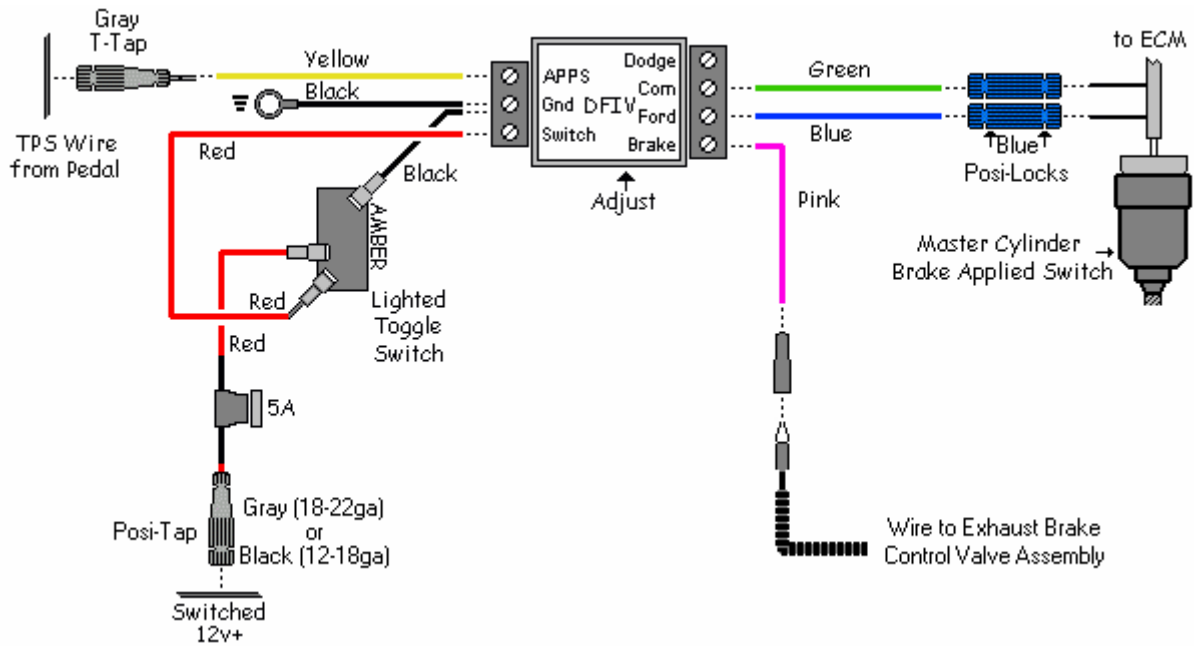 Gray
T-Tap
TPS Wire
from Pedal
Yellow
Black
Red
Black
APPS
Gnd
Switch
DFIV
Dodge
Com
Ford
Brake
Adjust
Green
Blue
Pink
Blue
Posi-Locks
to ECM
Master Cylinder
Brake Applied Switch
AMBER
Lighted
Toggle
Switch
Red
Red
5A
Posi-Tap
Gray (18-22ga)
or
Black (12-18ga)
Switched
12v+
Wire to Exhaust Brake
Control Valve Assembly